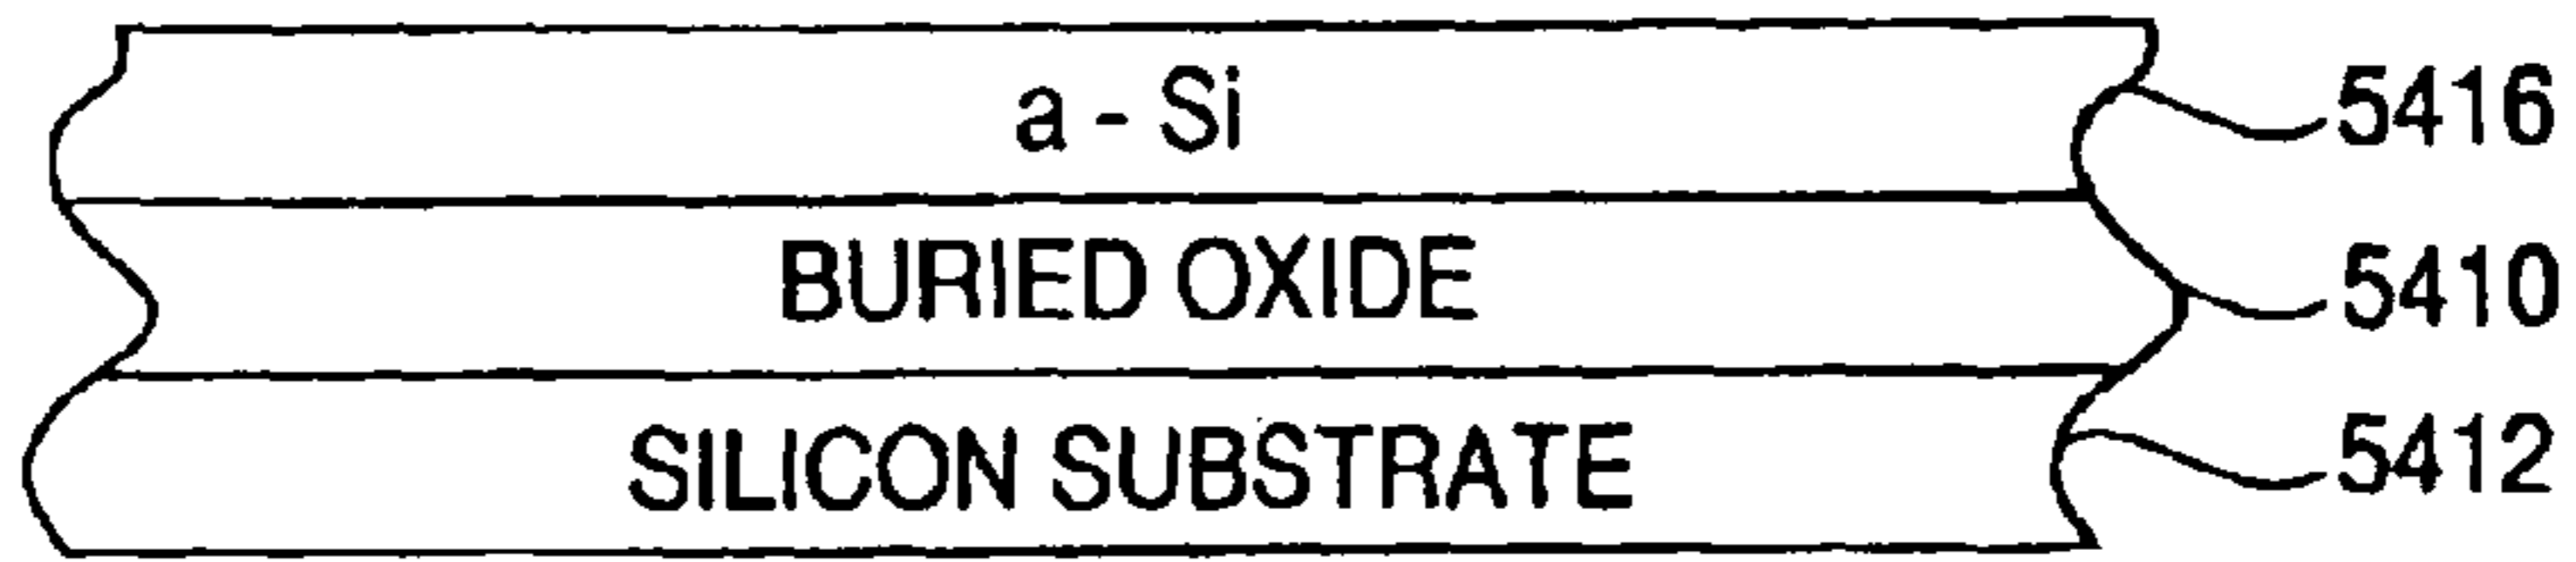 a - Si 5416
BURIED OXIDE 5410
SILICON SUBSTRATE 5412